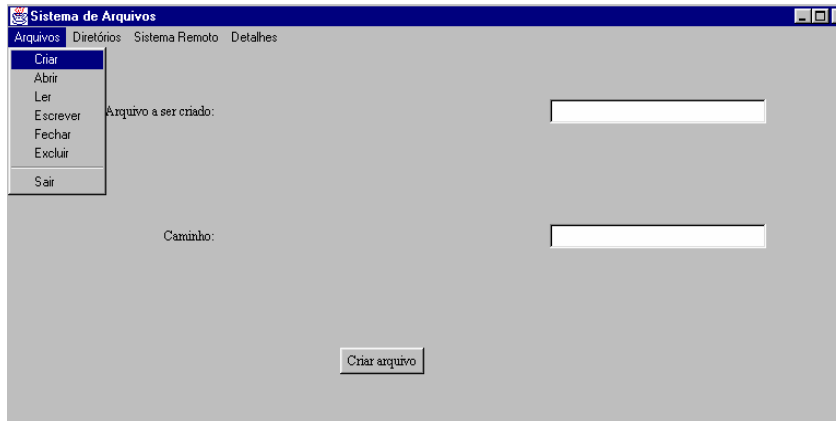 Sistema de Arquivos
Arquivos Diretórios Sistema Remoto Detalhes
Criar
Abrir
Ler
Escrever
Fechar
Excluir
Sair
Arquivo a ser criado:
Caminho:
Criar arquivo